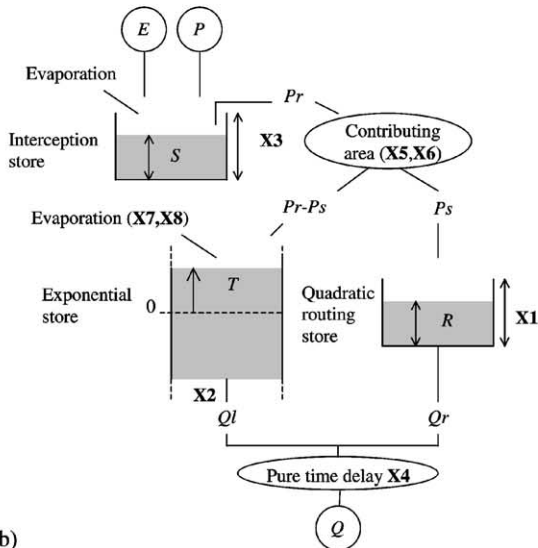 E
P
Evaporation
Pr
Interception
store
S
X3
Contributing
area (X5,X6)
Pr-Ps
Ps
Evaporation (X7,X8)
T
Exponential
store
0
Quadratic
routing
store
R
X1
X2
Ql
Qr
Pure time delay X4
Q
b)